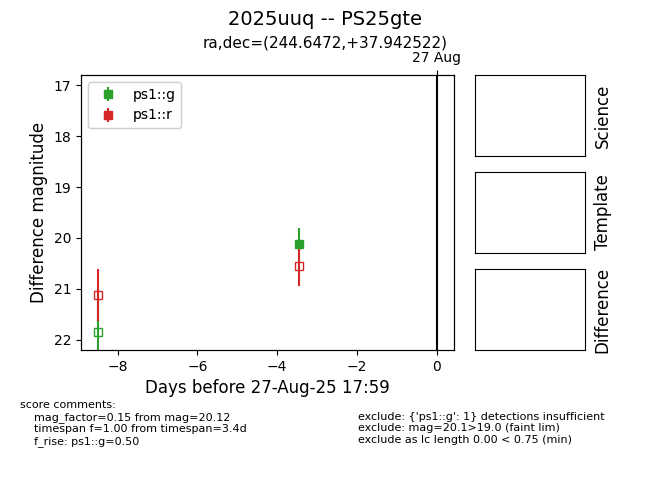 2025uuq -- PS25gte
ra,dec=(244.6472,+37.942522)
27 Aug
ps1::g
ps1::r
17
18
19
20
21
22
Difference magnitude
−8
−6
−4
−2
0
Days before 27-Aug-25 17:59
Science
Template
Difference
score comments:
mag_factor=0.15 from mag=20.12
timespan f=1.00 from timespan=3.4d
f_rise: ps1::g=0.50
exclude: {'ps1::g': 1} detections insufficient
exclude: mag=20.1>19.0 (faint lim)
exclude as lc length 0.00 < 0.75 (min)